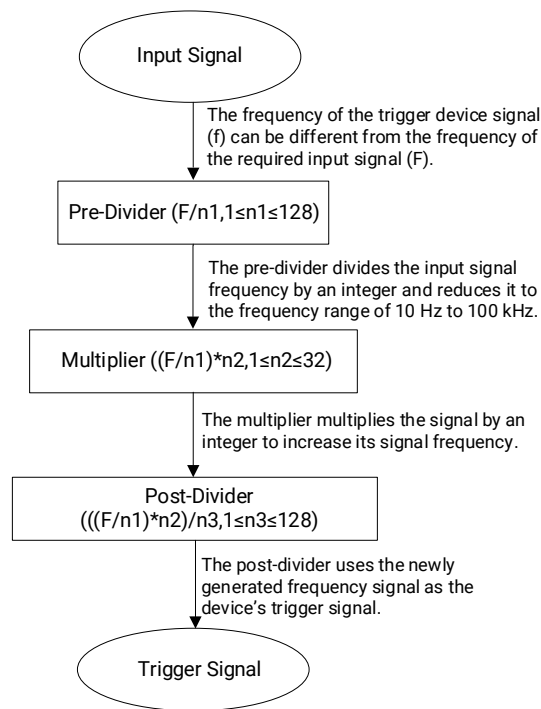 Input Signal
The frequency of the trigger device signal
(f) can be different from the frequency of
the required input signal (F).
Pre-Divider (F/n1,1≤n1≤128)
The pre-divider divides the input signal
frequency by an integer and reduces it to
the frequency range of 10 Hz to 100 kHz.
Multiplier ((F/n1)*n2,1≤n2≤32)
The multiplier multiplies the signal by an
integer to increase its signal frequency.
Post-Divider
(((F/n1)*n2)/n3,1≤n3≤128)
The post-divider uses the newly
generated frequency signal as the
device's trigger signal.
Trigger Signal